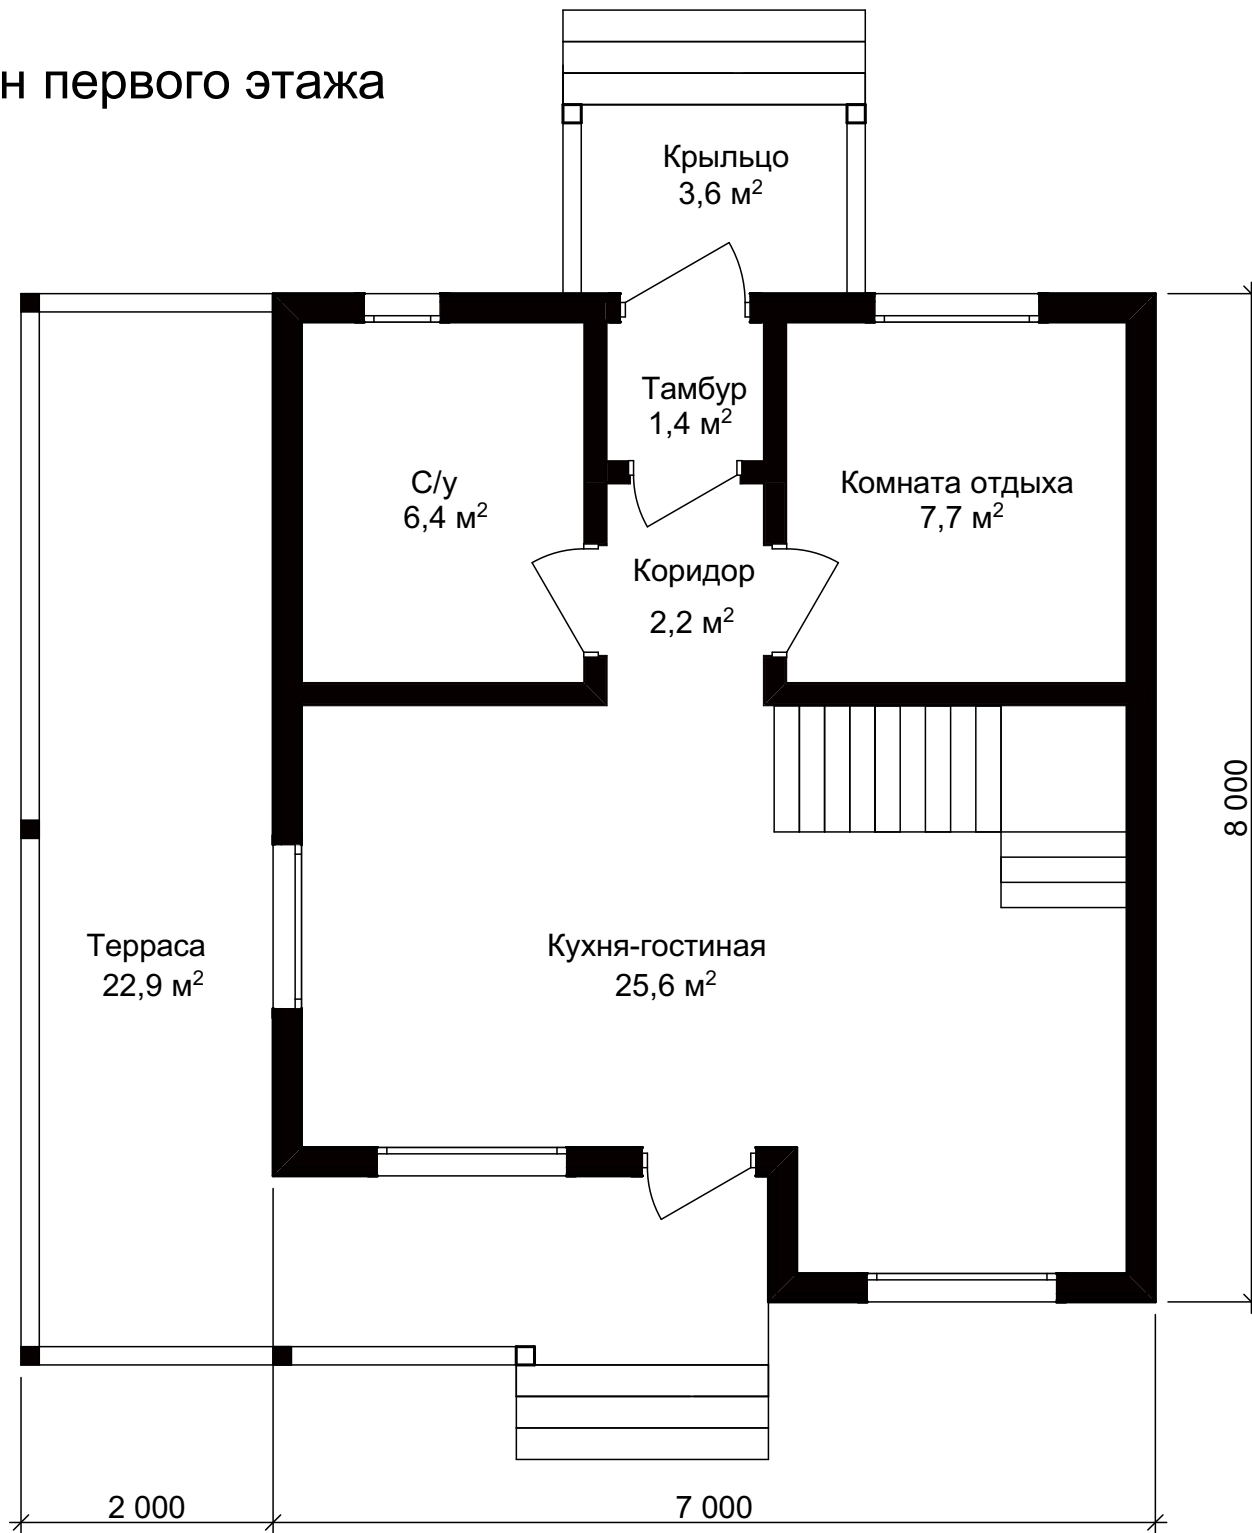 н первого этажа
Крыльцо
3,6 м²
Тамбур
1,4 м²
С/у
6,4 м²
Комната отдыха
7,7 м²
Коридор
2,2 м²
8 000
Терраса
22,9 м²
Кухня-гостиная
25,6 м²
2 000
7 000